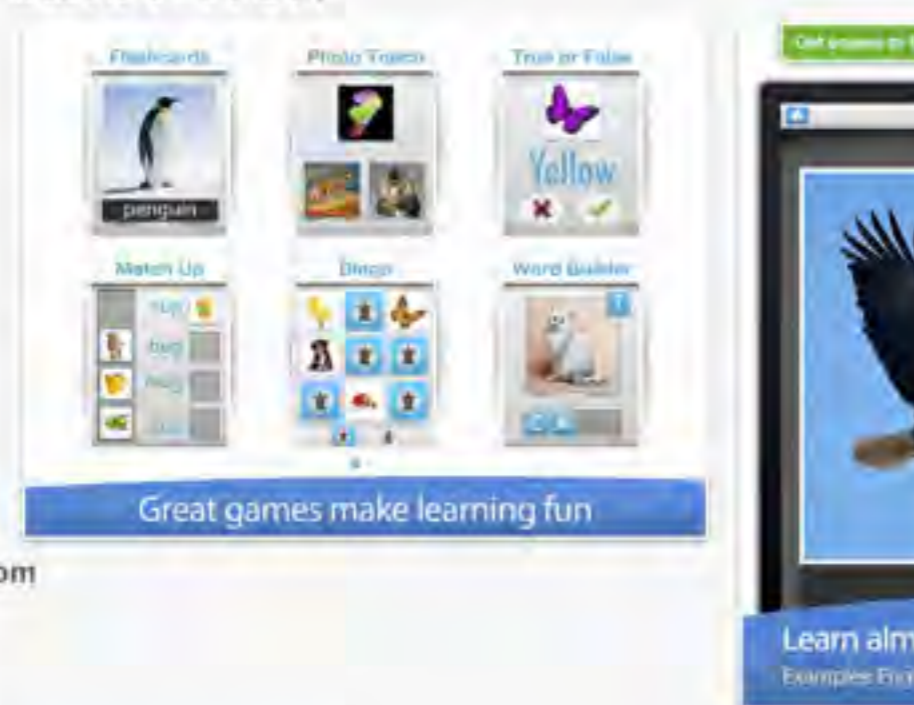 Flashcards
Photo Touch
True or False
penguin
Yellow
Match Up
Bingo
Word Builder
Great games make learning fun
om
Learn alm
Examples